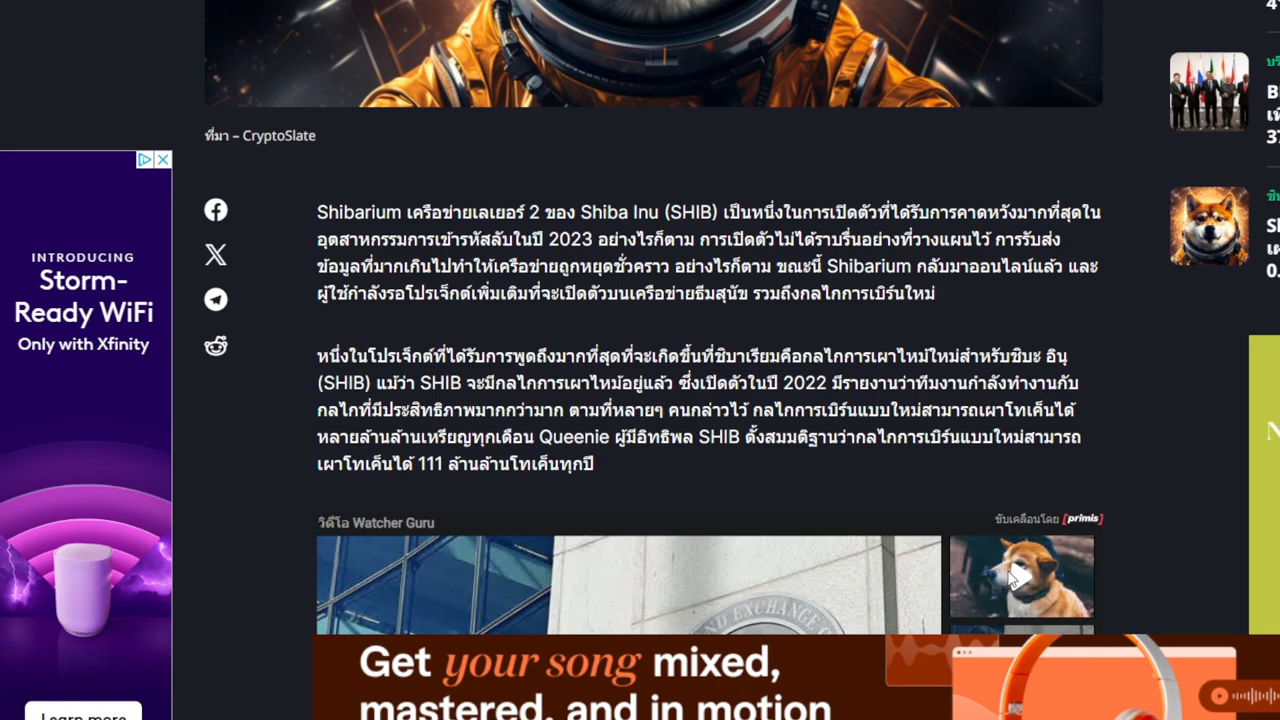 ที่มา – CryptoSlate
INTRODUCING
Storm-
Ready WiFi
Only with Xfinity
Learn more
Shibarium เครือข่ายเลเยอร์ 2 ของ Shiba Inu (SHIB) เป็นหนึ่งในการเปิดตัวที่ได้รับการคาดหวังมากที่สุดใน
อุตสาหกรรมการเข้ารหัสลับในปี 2023 อย่างไรก็ตาม การเปิดตัวไม่ได้ราบรื่นอย่างที่วางแผนไว้ การรับส่ง
ข้อมูลที่มากเกินไปทำให้เครือข่ายถูกหยุดชั่วคราว อย่างไรก็ตาม ขณะนี้ Shibarium กลับมาออนไลน์แล้ว และ
ผู้ใช้กำลังรอโปรเจ็กต์เพิ่มเติมที่จะเปิดตัวบนเครือข่ายธีมสุนัข รวมถึงกลไกการเบิร์นใหม่
หนึ่งในโปรเจ็กต์ที่ได้รับการพูดถึงมากที่สุดที่จะเกิดขึ้นที่ชิบาเรียมคือกลไกการเผาไหม้ใหม่สำหรับชิบะ อินุ
(SHIB) แม้ว่า SHIB จะมีกลไกการเผาไหม้อยู่แล้ว ซึ่งเปิดตัวในปี 2022 มีรายงานว่าทีมงานกำลังทำงานกับ
กลไกที่มีประสิทธิภาพมากกว่ามาก ตามที่หลายๆ คนกล่าวไว้ กลไกการเบิร์นแบบใหม่สามารถเผาโทเค็นได้
หลายล้านล้านเหรียญทุกเดือน Queenie ผู้มีอิทธิพล SHIB ตั้งสมมติฐานว่ากลไกการเบิร์นแบบใหม่สามารถ
เผาโทเค็นได้ 111 ล้านล้านโทเค็นทุกปี
วิดีโอ Watcher Guru
ขับเคลื่อนโดย [primis]
Get your song mixed,
mastered, and in motion